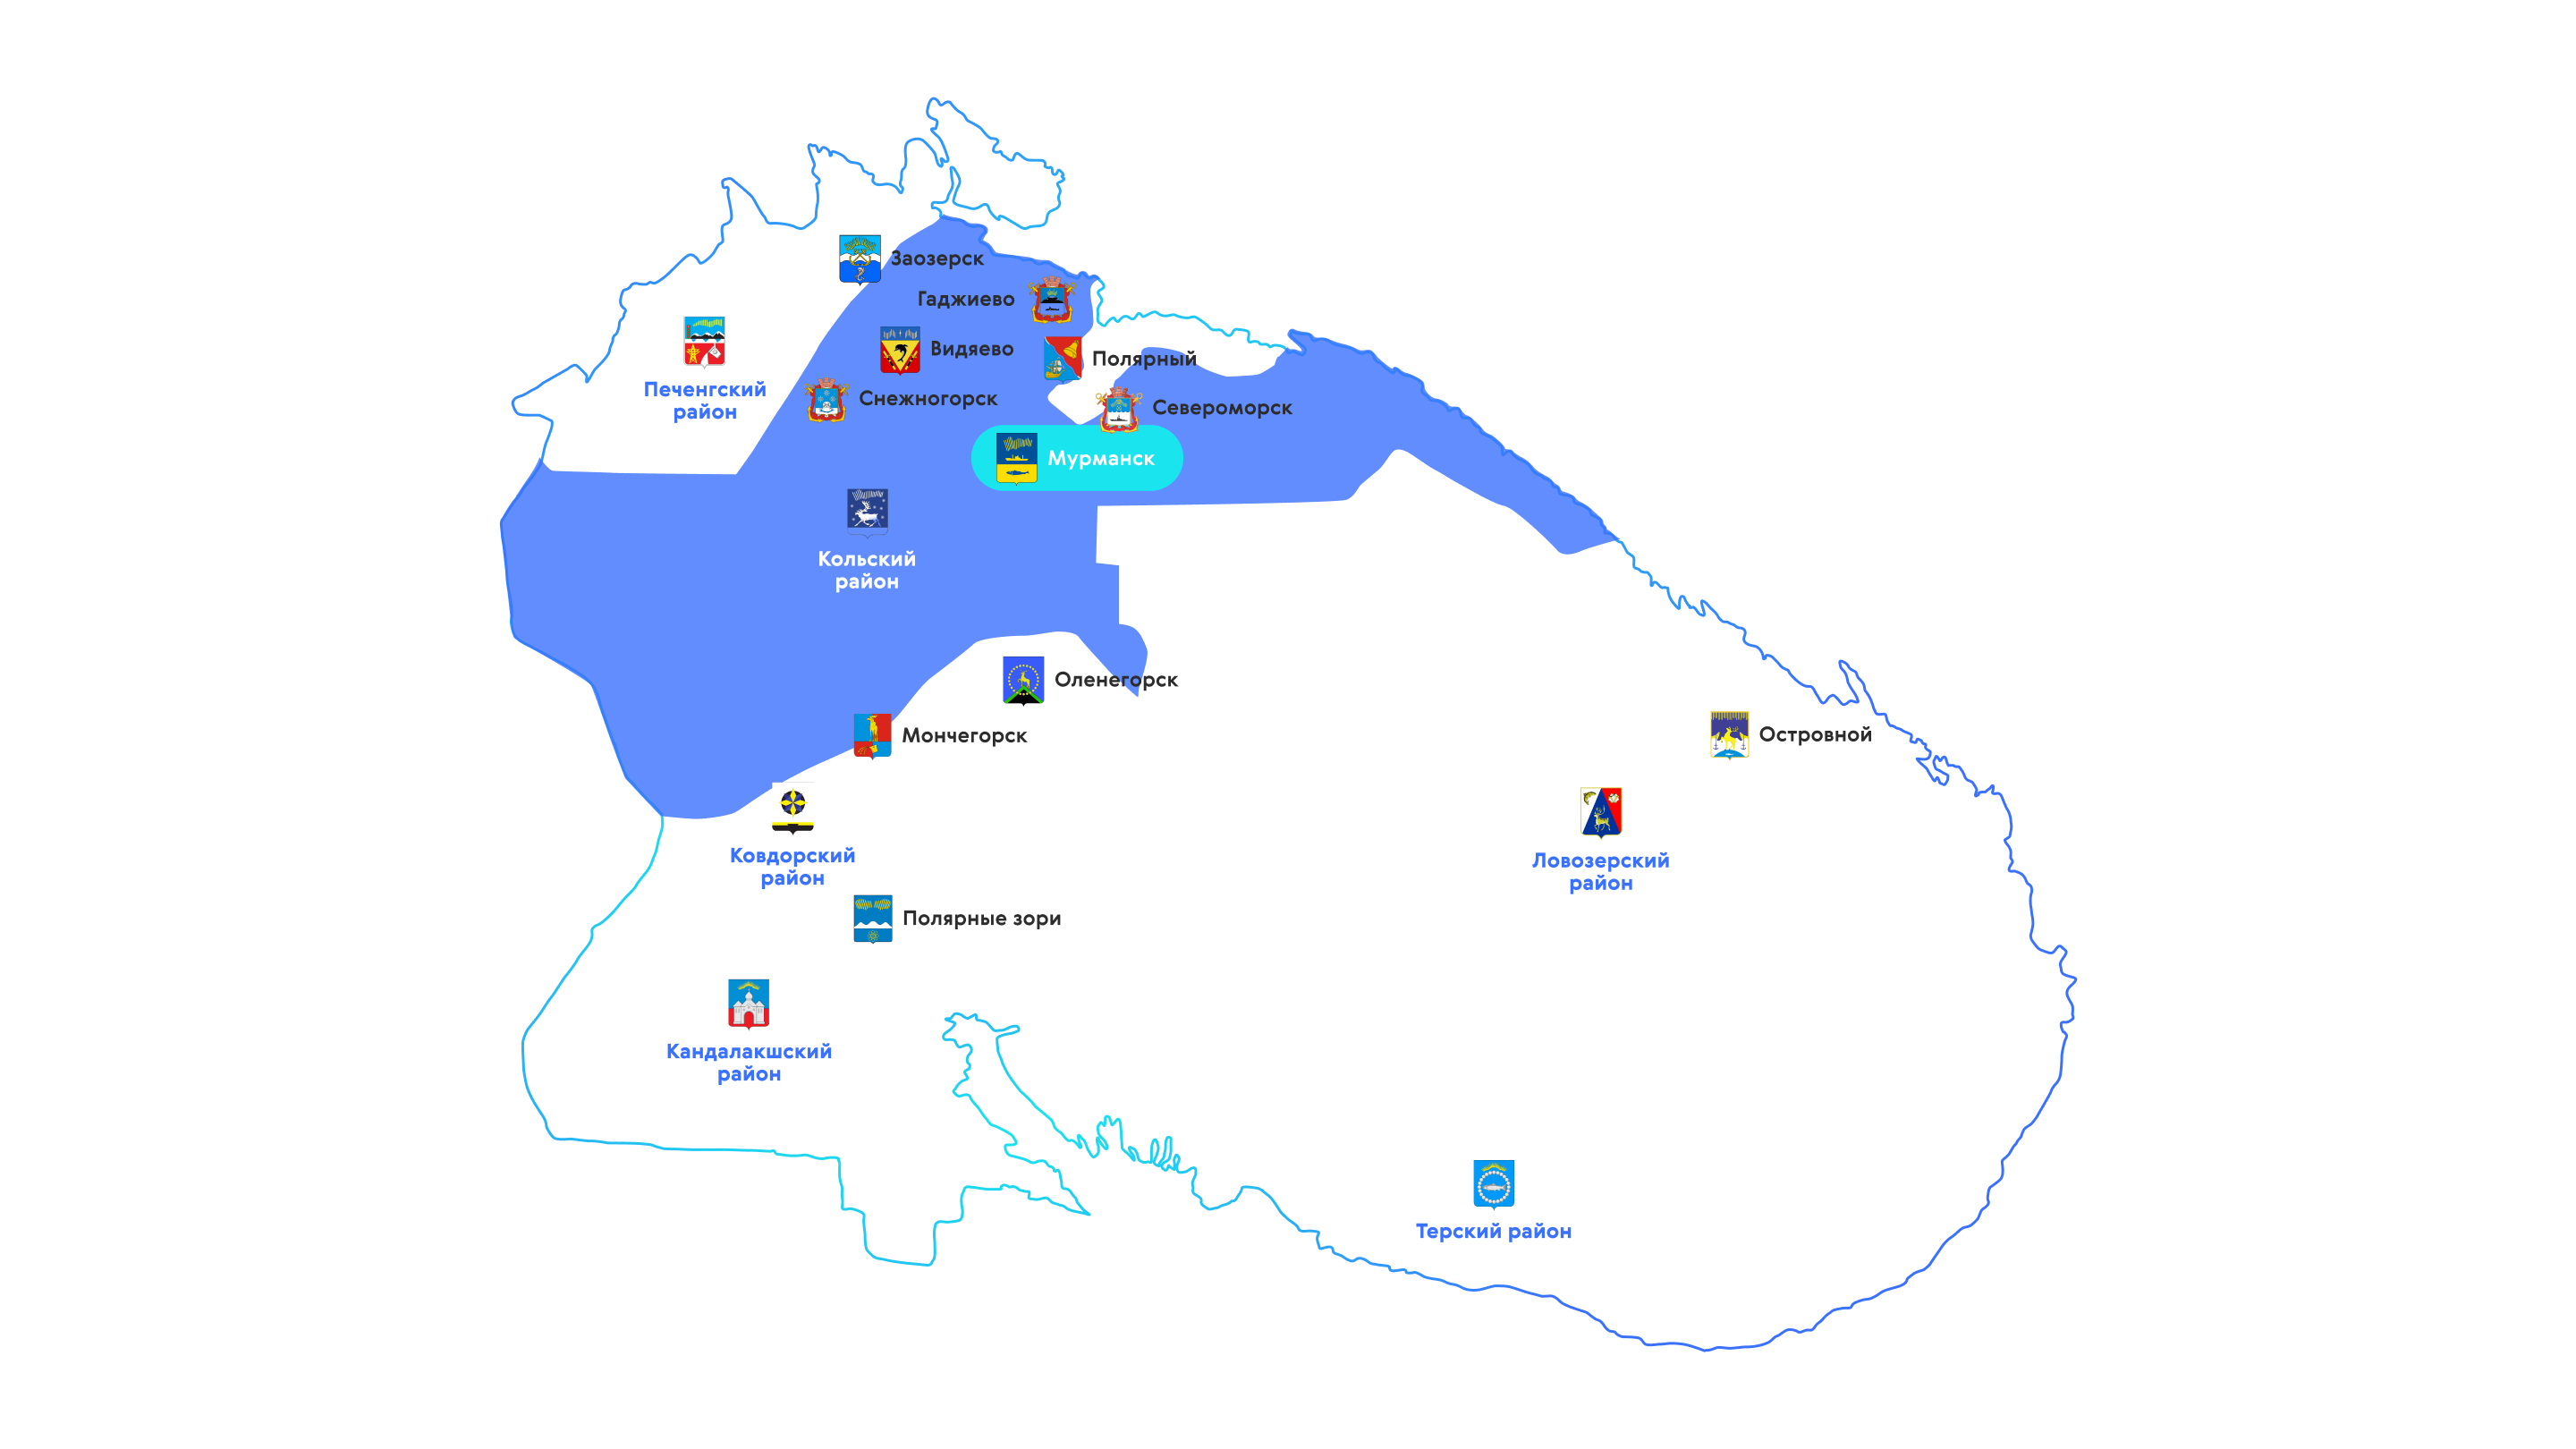 Заозерск
Гаджиево
Печенгский
район
Видяево
Полярный
Снежногорск
Североморск
Мурманск
Кольский
район
Оленегорск
Мончегорск
Островной
Ковдорский
район
Ловозерский
район
Полярные зори
Кандалакшский
район
Терский район